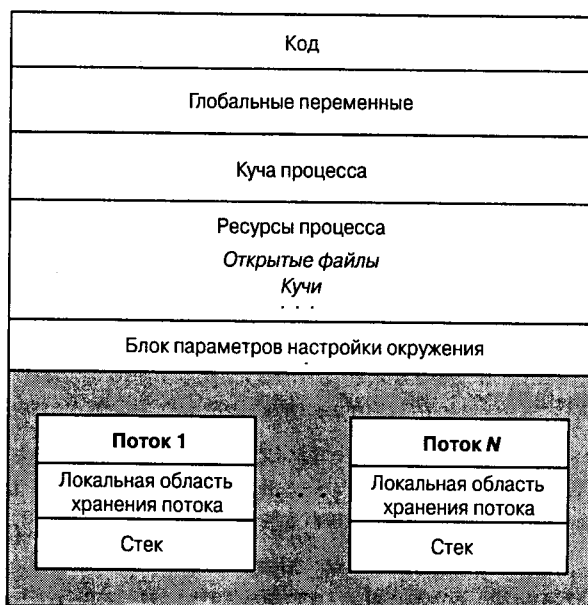 Код
Глобальные переменные
Куча процесса
Ресурсы процесса
Открытые файлы
Кучи
. . .
Блок параметров настройки окружения
Поток 1
Локальная область
хранения потока
Стек
Поток N
Локальная область
хранения потока
Стек